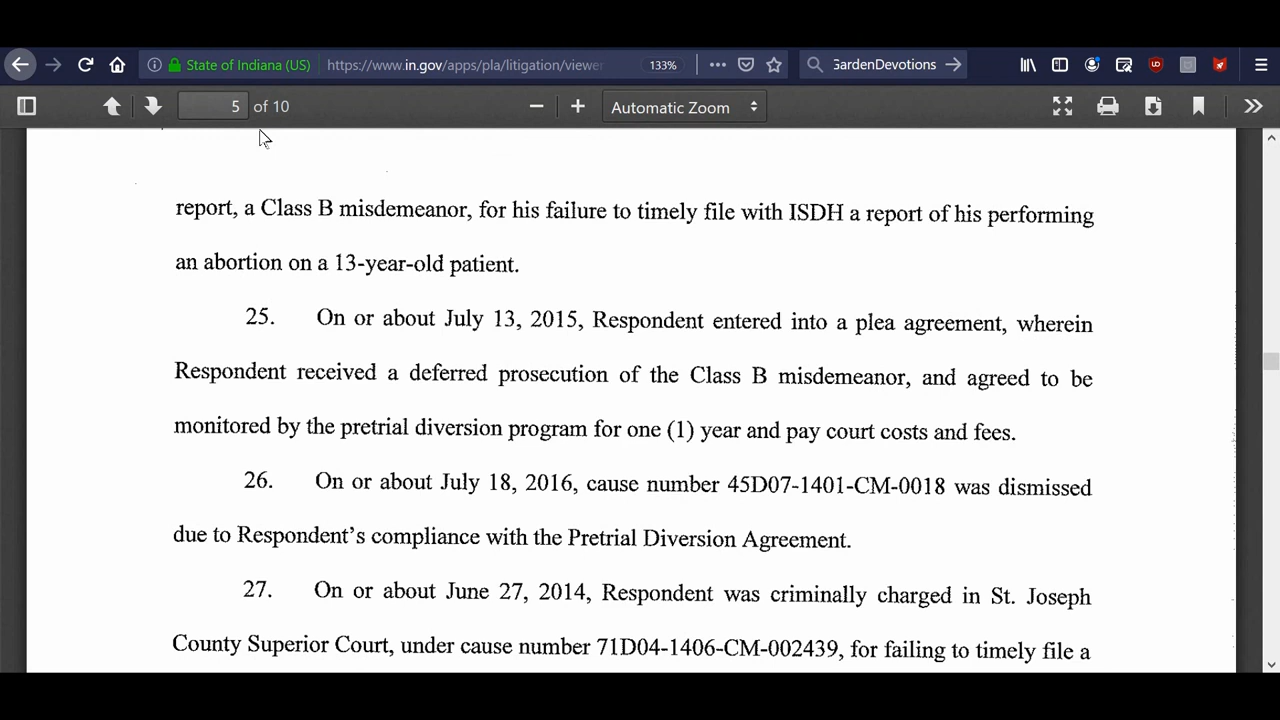 State of Indiana (US)
https://www.in.gov/apps/pla/litigation/viewer
133%
GardenDevotions
5 of 10
Automatic Zoom
report, a Class B misdemeanor, for his failure to timely file with ISDH a report of his performing
an abortion on a 13-year-old patient.
25. On or about July 13, 2015, Respondent entered into a plea agreement, wherein
Respondent received a deferred prosecution of the Class B misdemeanor, and agreed to be
monitored by the pretrial diversion program for one (1) year and pay court costs and fees.
26. On or about July 18, 2016, cause number 45D07-1401-CM-0018 was dismissed
due to Respondent's compliance with the Pretrial Diversion Agreement.
27. On or about June 27, 2014, Respondent was criminally charged in St. Joseph
County Superior Court, under cause number 71D04-1406-CM-002439, for failing to timely file a